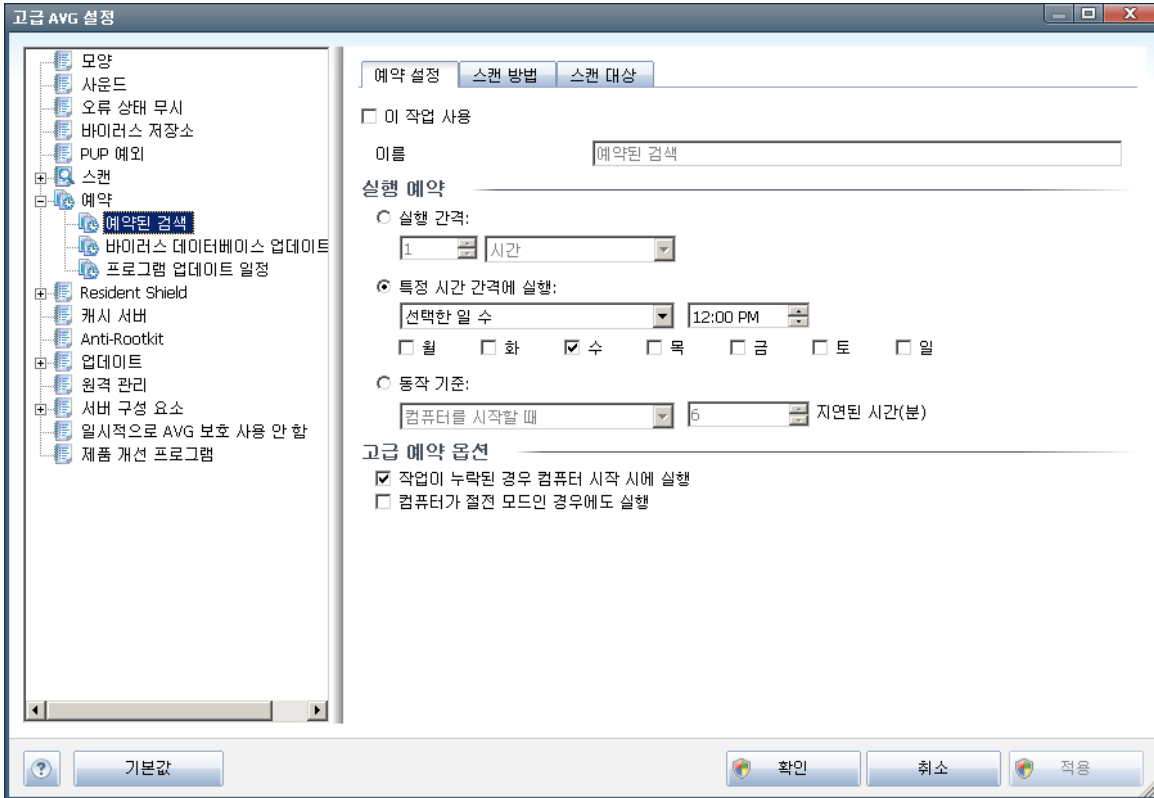 고급 AVG 설정
모양
사운드
오류 상태 무시
바이러스 저장소
PUP 예외
스캔
예약
예약된 검색
바이러스 데이터베이스 업데이트
프로그램 업데이트 일정
Resident Shield
캐시 서버
Anti-Rootkit
업데이트
원격 관리
서버 구성 요소
일시적으로 AVG 보호 사용 안 함
제품 개선 프로그램
예약 설정 스캔 방법 스캔 대상
이 작업 사용
이름 예약된 검색
실행 예약
실행 간격:
1 시간
특정 시간 간격에 실행:
선택한 일 수 12:00 PM
월 화 수 목 금 토 일
동작 기준:
컴퓨터를 시작할 때 6 지연된 시간(분)
고급 예약 옵션
작업이 누락된 경우 컴퓨터 시작 시에 실행
컴퓨터가 절전 모드인 경우에도 실행
? 기본값 확인 취소 적용